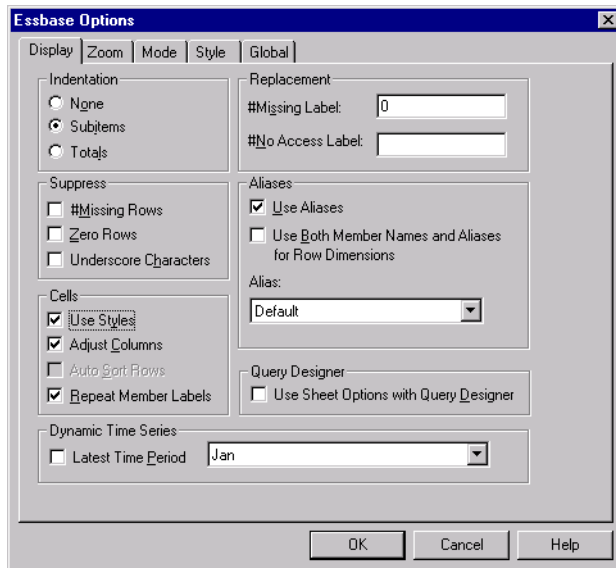 Essbase Options
Display Zoom Mode Style Global
Indentation
None
Subitems
Totals
Suppress
#Missing Rows
Zero Rows
Underscore Characters
Cells
Use Styles
Adjust Columns
Auto Sort Rows
Repeat Member Labels
Replacement
#Missing Label: 0
#No Access Label:
Aliases
Use Aliases
Use Both Member Names and Aliases
for Row Dimensions
Alias:
Default
Query Designer
Use Sheet Options with Query Designer
Dynamic Time Series
Latest Time Period Jan
OK Cancel Help